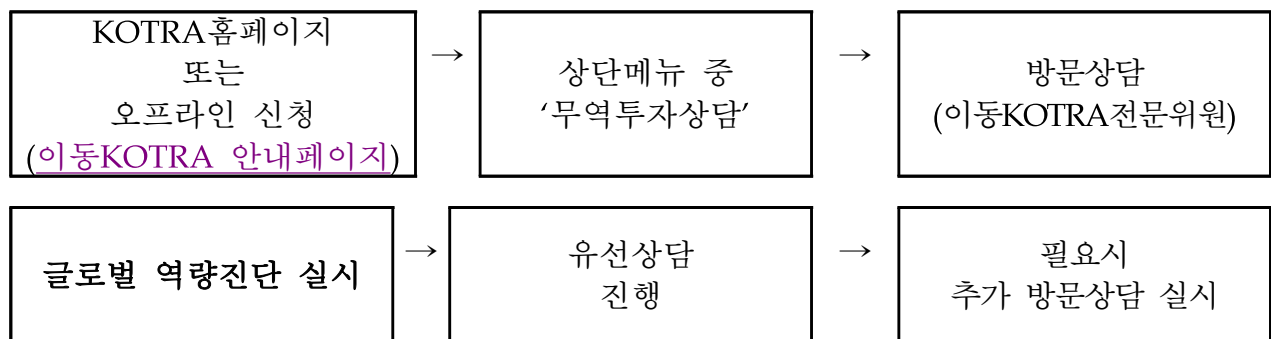 KOTRA홈페이지
또는
오프라인 신청
(이동KOTRA 안내페이지)
→
상단메뉴 중
‘무역투자상담’
→
방문상담
(이동KOTRA전문위원)
글로벌 역량진단 실시
→
유선상담
진행
→
필요시
추가 방문상담 실시